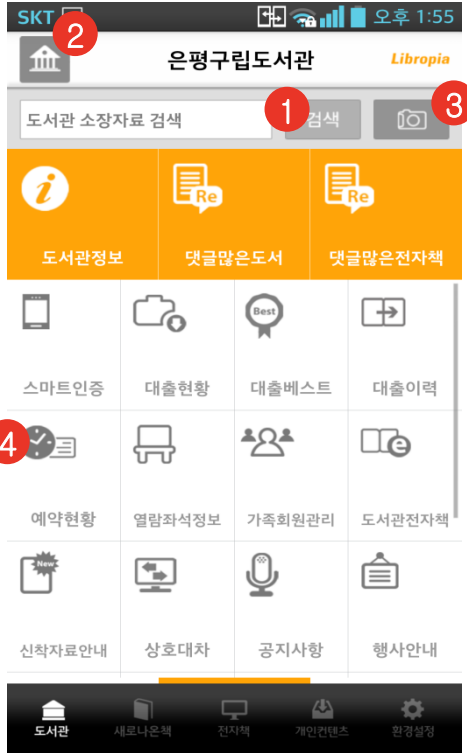 SKT 오후 1:55
2
은평구립도서관 Libropia
도서관 소장자료 검색 1 검색 3
i Re Re
도서관정보 댓글많은도서 댓글많은전자책
Best
스마트인증 대출현황 대출베스트 대출이력
4 e
예약현황 열람좌석정보 가족회원관리 도서관전자책
New
신착자료안내 상호대차 공지사항 행사안내
도서관 새로나온책 전자책 개인컨텐츠 환경설정